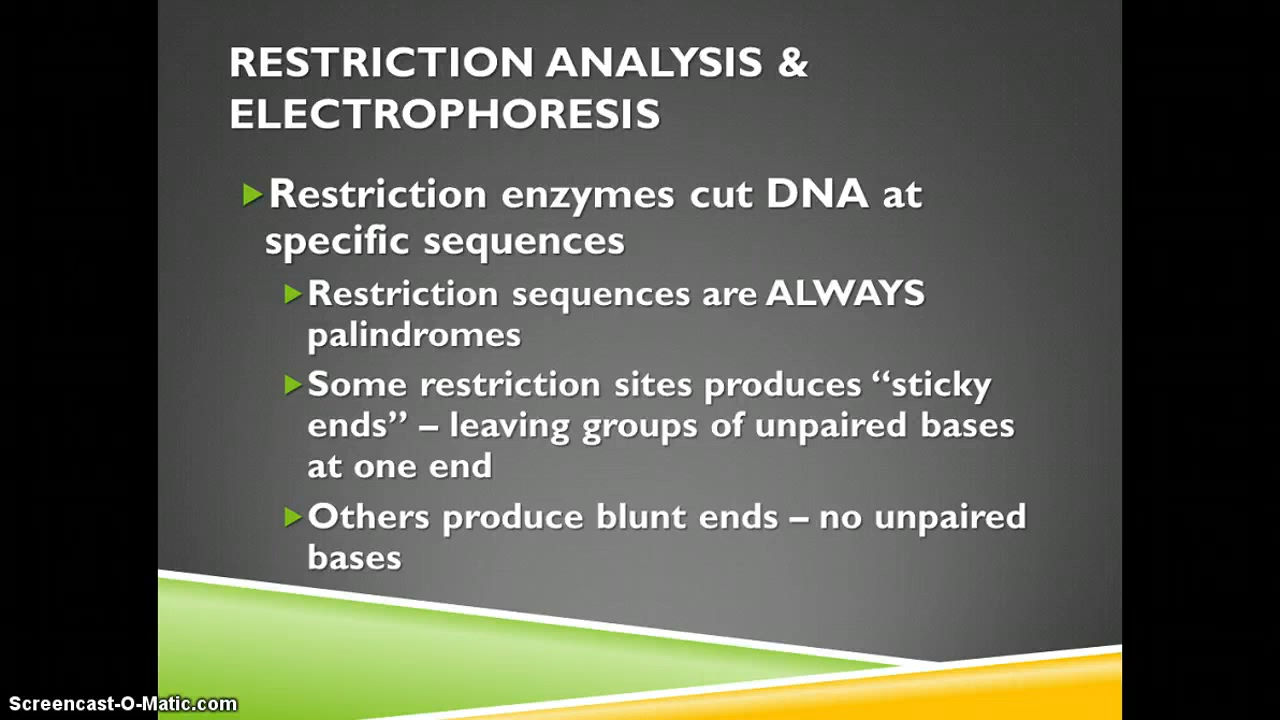 RESTRICTION ANALYSIS &
ELECTROPHORESIS
Restriction enzymes cut DNA at
specific sequences
Restriction sequences are ALWAYS
palindromes
Some restriction sites produces “sticky
ends” – leaving groups of unpaired bases
at one end
Others produce blunt ends – no unpaired
bases
Screencast-O-Matic.com